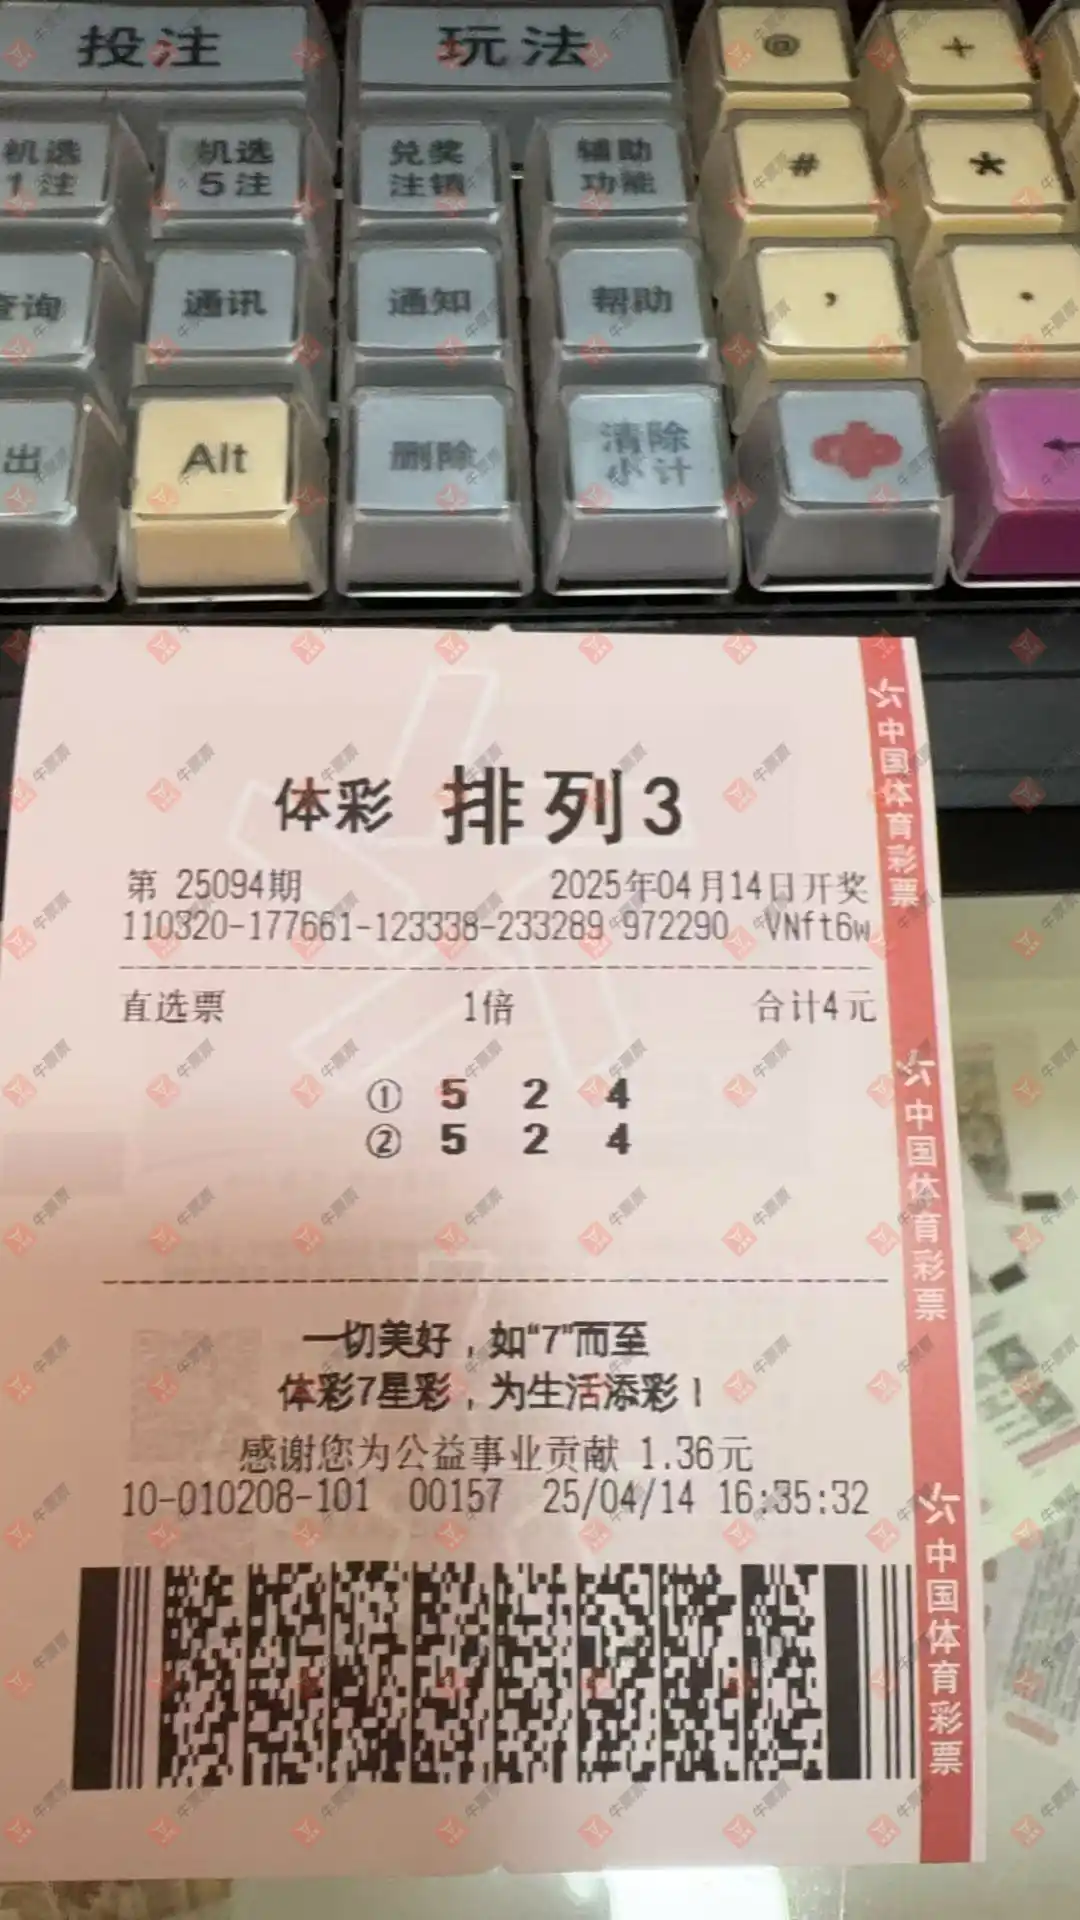 投注 玩法 @ +
机选1注 机选5注 兑奖注销 辅助功能 # *
查询 通讯 通知 帮助 , .
出 Alt 删除 清除小计 ←
体彩 排列3
第 25094期 2025年04月14日开奖
110320-177661-123338-233289 972290 VNft6w
直选票 1倍 合计4元
① 5 2 4
② 5 2 4
一切美好，如“7”而至
体彩7星彩，为生活添彩！
感谢您为公益事业贡献 1.36元
10-010208-101 00157 25/04/14 16:35:32
中国体育彩票
中国体育彩票
中国体育彩票
牛票票